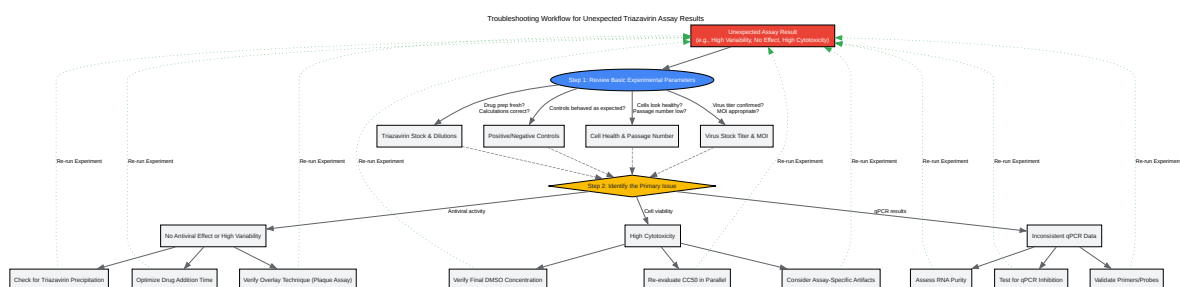 Troubleshooting Workflow for Unexpected Triazavirin Assay Results
Unexpected Assay Result
(e.g., High Variability, No Effect, High Cytotoxicity)
Step 1: Review Basic Experimental Parameters
Drug prep fresh?
Calculations correct?
Controls behaved as expected?
Cells look healthy?
Passage number low?
Virus titer confirmed?
MOI appropriate?
Triazavirin Stock & Dilutions
Positive/Negative Controls
Cell Health & Passage Number
Virus Stock Titer & MOI
Re-run Experiment
Re-run Experiment
Re-run Experiment
Re-run Experiment
Re-run Experiment
Re-run Experiment
Re-run Experiment
Re-run Experiment
Re-run Experiment
Step 2: Identify the Primary Issue
Antiviral activity
Cell viability
qPCR results
No Antiviral Effect or High Variability
High Cytotoxicity
Inconsistent qPCR Data
Check for Triazavirin Precipitation
Optimize Drug Addition Time
Verify Overlay Technique (Plaque Assay)
Verify Final DMSO Concentration
Re-evaluate CC50 in Parallel
Consider Assay-Specific Artifacts
Assess RNA Purity
Test for qPCR Inhibition
Validate Primers/Probes